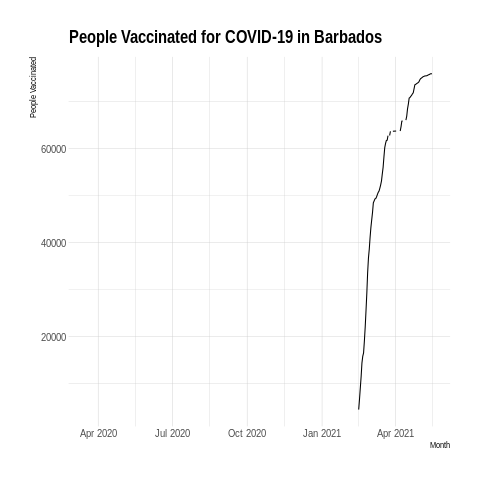 People Vaccinated for COVID-19 in Barbados
People Vaccinated
60000
40000
20000
Apr 2020 Jul 2020 Oct 2020 Jan 2021 Apr 2021
Month